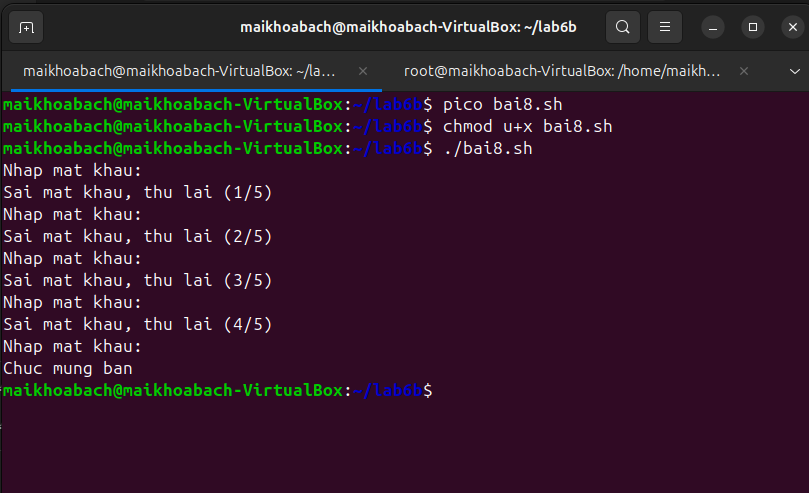 maikhoabach@maikhoabach-VirtualBox: ~/lab6b
maikhoabach@maikhoabach-VirtualBox: ~/la...
root@maikhoabach-VirtualBox: /home/maikh...
maikhoabach@maikhoabach-VirtualBox:~/lab6b$ pico bai8.sh
maikhoabach@maikhoabach-VirtualBox:~/lab6b$ chmod u+x bai8.sh
maikhoabach@maikhoabach-VirtualBox:~/lab6b$ ./bai8.sh
Nhap mat khau:
Sai mat khau, thu lai (1/5)
Nhap mat khau:
Sai mat khau, thu lai (2/5)
Nhap mat khau:
Sai mat khau, thu lai (3/5)
Nhap mat khau:
Sai mat khau, thu lai (4/5)
Nhap mat khau:
Chuc mung ban
maikhoabach@maikhoabach-VirtualBox:~/lab6b$